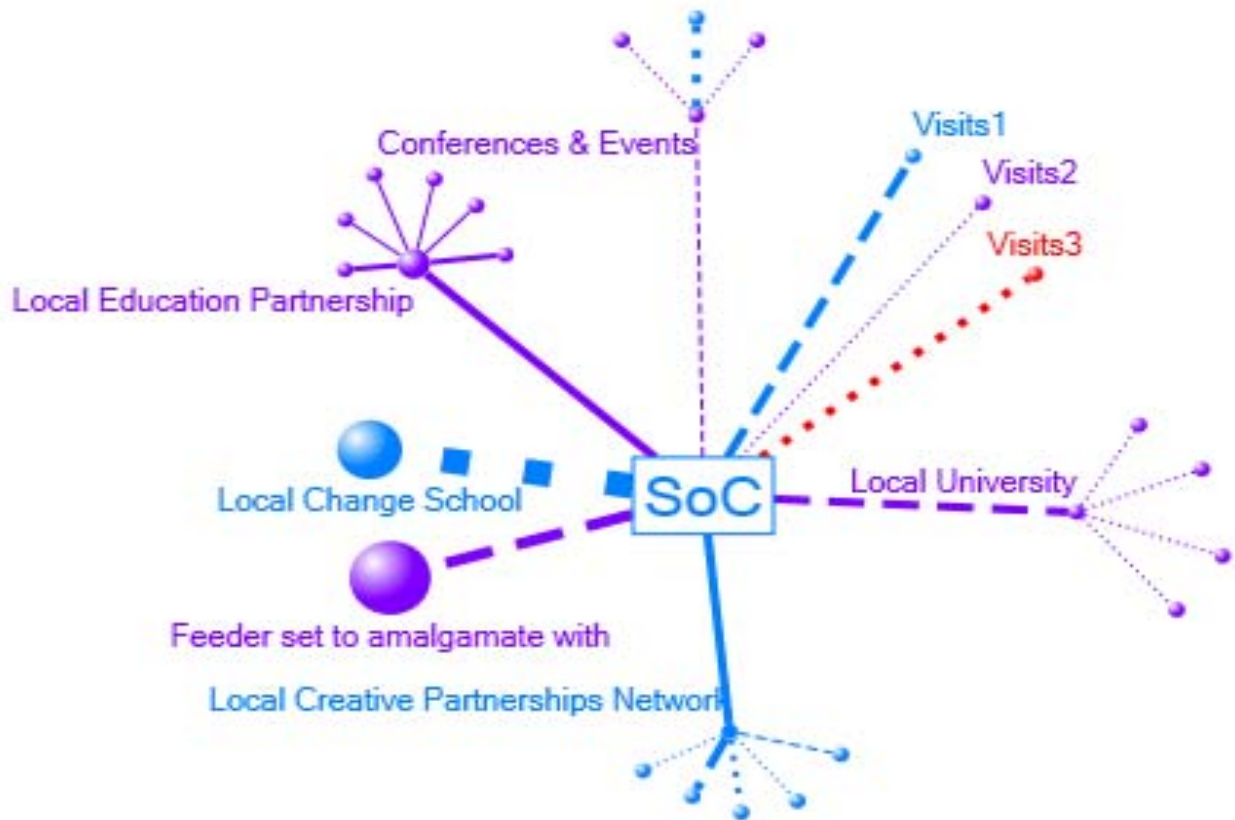 Visits1
Conferences & Events
Visits2
Visits3
Local Education Partnership
Local University
Local Change School
SoC
Feeder set to amalgamate with
Local Creative Partnerships Network